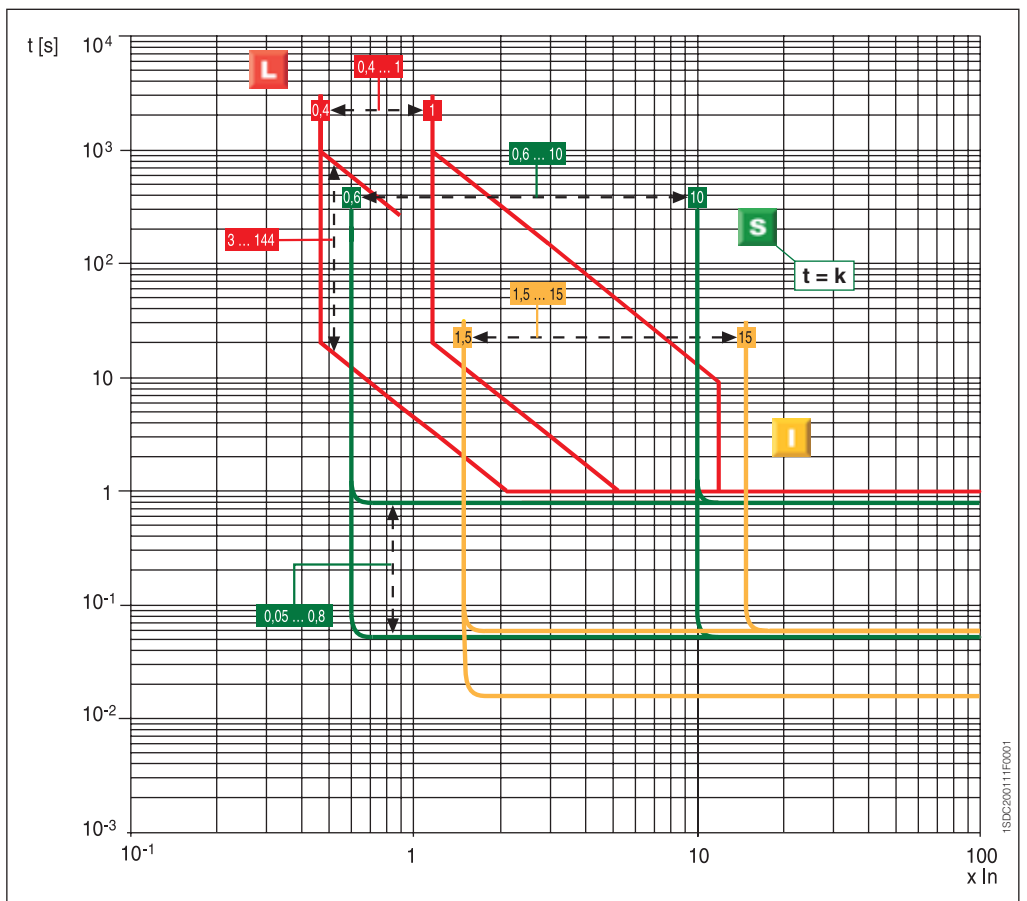 t [s]
10⁴
L
0,4 ... 1
0,4
1
10³
0,6 ... 10
0,6
10
S
3 ... 144
t = k
10²
1,5 ... 15
1,5
15
10
I
1
10⁻¹
0,05 ... 0,8
10⁻²
10⁻³
10⁻¹
1
10
100
x In
1SDC200111F0001